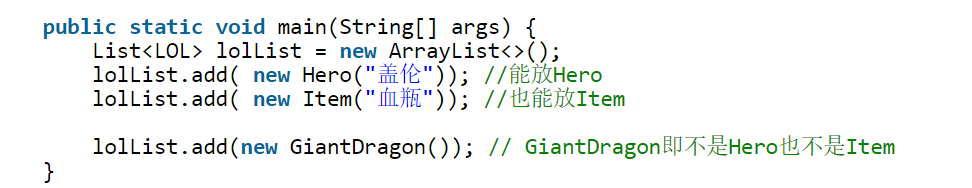 public static void main(String[] args) {
    List<LOL> lolList = new ArrayList<>();
    lolList.add( new Hero("盖伦")); //能放Hero
    lolList.add( new Item("血瓶")); //也能放Item

    lolList.add(new GiantDragon()); // GiantDragon即不是Hero也不是Item
}